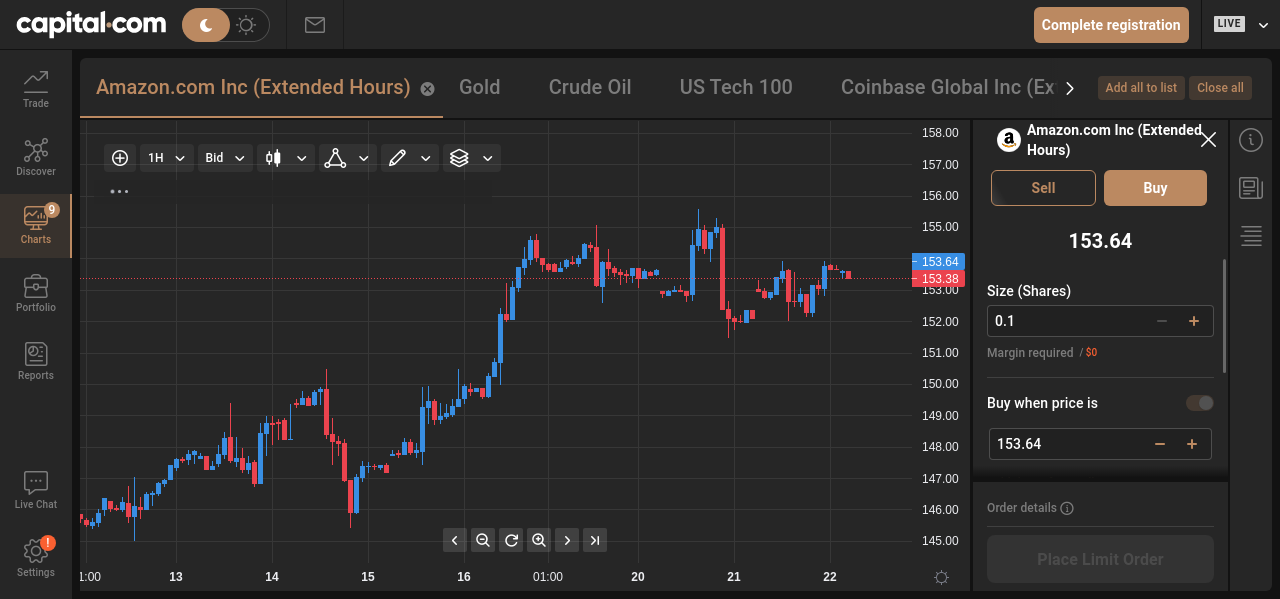 capital.com
Complete registration
LIVE
Trade
Discover
9
Charts
Portfolio
Reports
Live Chat
!
Settings
Amazon.com Inc (Extended Hours)
Gold
Crude Oil
US Tech 100
Coinbase Global Inc (Ex
Add all to list
Close all
1H
Bid
158.00
157.00
156.00
155.00
153.64
153.38
153.00
152.00
151.00
150.00
149.00
148.00
147.00
146.00
145.00
1:00
13
14
15
16
01:00
20
21
22
a
Amazon.com Inc (Extended
Hours)
Sell
Buy
153.64
Size (Shares)
0.1
Margin required / $0
Buy when price is
153.64
Order details
Place Limit Order